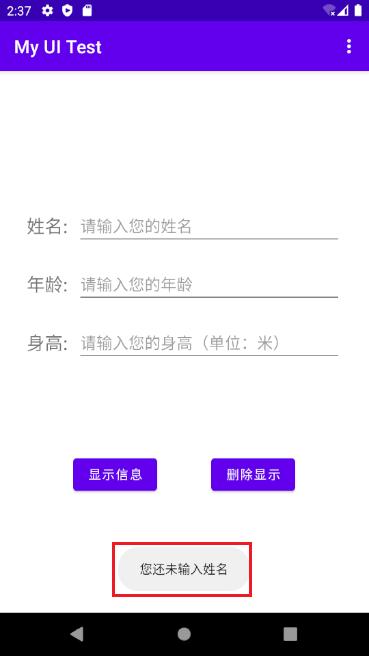 2:37
My UI Test
姓名: 请输入您的姓名
年龄: 请输入您的年龄
身高: 请输入您的身高（单位：米）
显示信息 删除显示
您还未输入姓名